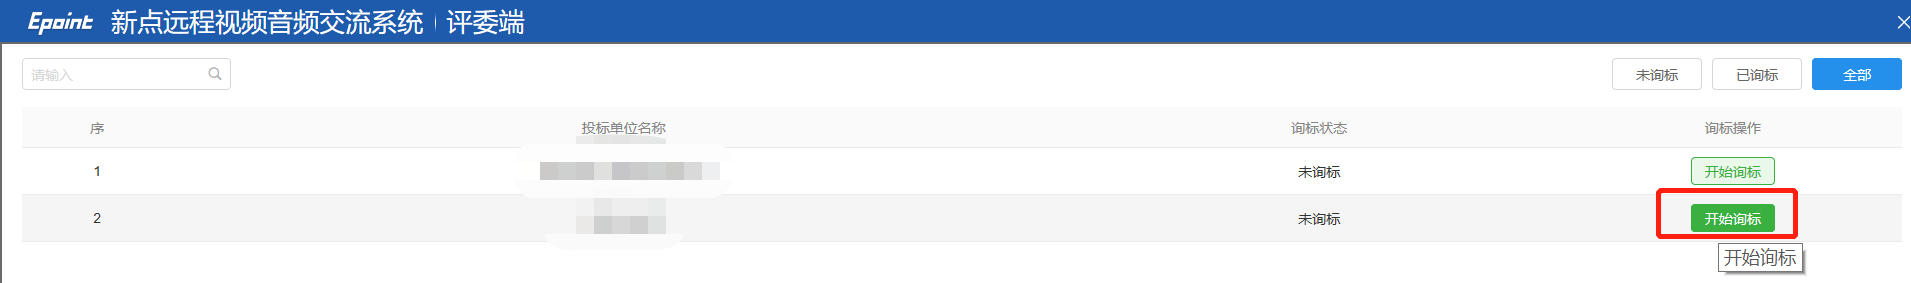 Epoint 新点远程视频音频交流系统 评委端
请输入 未询标 已询标 全部
序 投标单位名称 询标状态 询标操作
1 未询标 开始询标
2 未询标 开始询标
开始询标